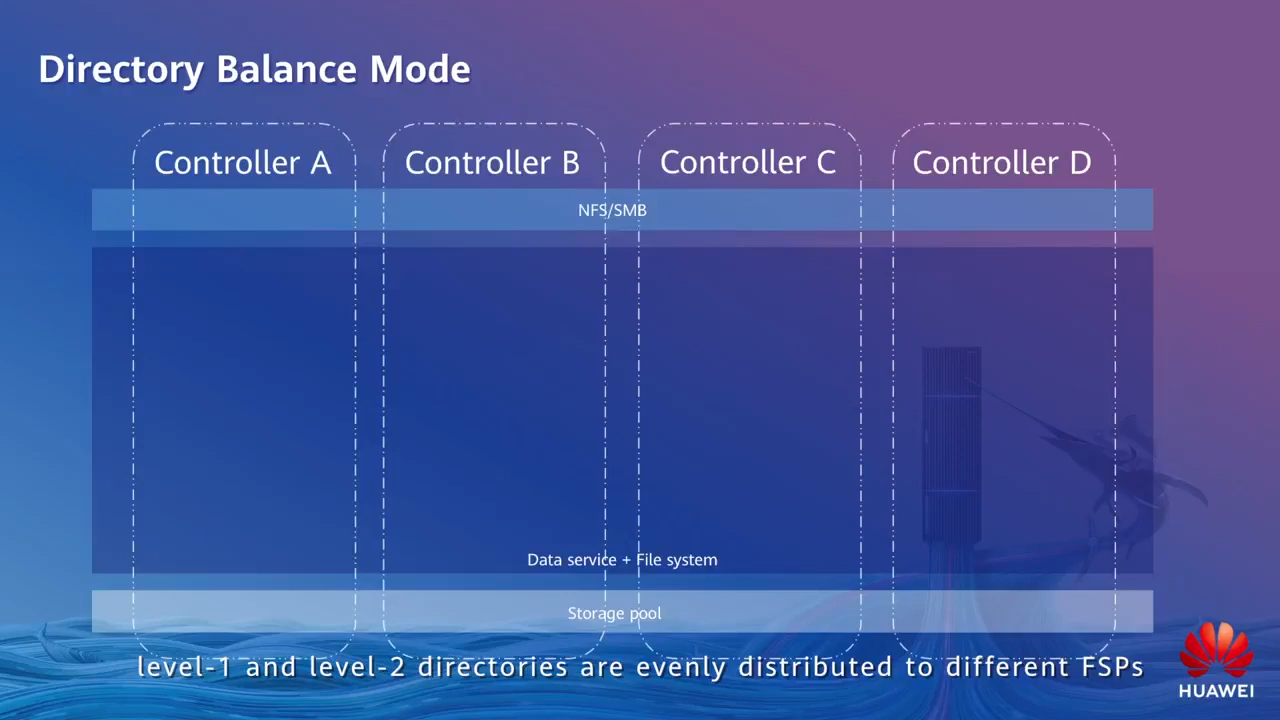 Directory Balance Mode
Controller A
Controller B
Controller C
Controller D
NFS/SMB
Data service + File system
Storage pool
level-1 and level-2 directories are evenly distributed to different FSPs
HUAWEI